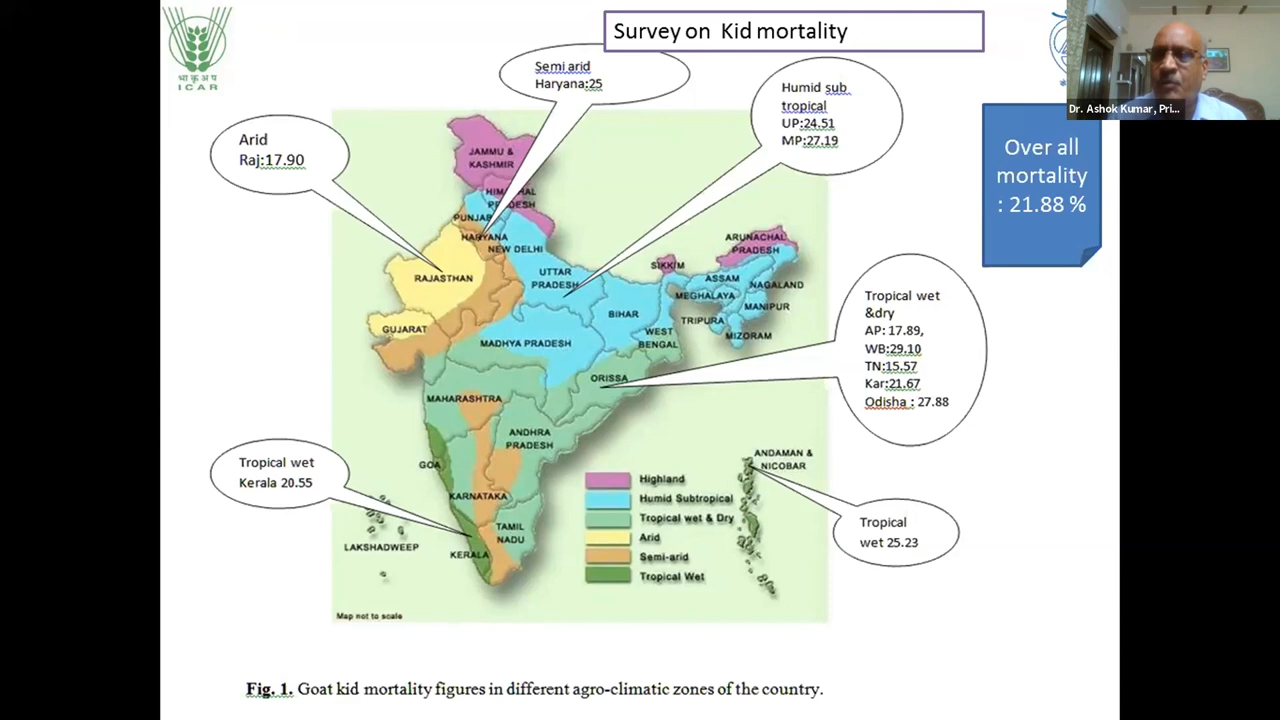 Survey on Kid mortality
भाकृअप
ICAR
Dr. Ashok Kumar, Pri...
Semi arid
Haryana:25
Humid sub
tropical
UP:24.51
MP:27.19
Arid
Raj:17.90
Over all
mortality
: 21.88 %
JAMMU &
KASHMIR
HIMACHAL
PRADESH
PUNJAB
HARYANA
NEW DELHI
RAJASTHAN
UTTAR
PRADESH
SIKKIM
ARUNACHAL
PRADESH
ASSAM
NAGALAND
MEGHALAYA
MANIPUR
TRIPURA
MIZORAM
BIHAR
WEST
BENGAL
GUJARAT
MADHYA PRADESH
ORISSA
MAHARASHTRA
ANDHRA
PRADESH
GOA
KARNATAKA
TAMIL
NADU
KERALA
LAKSHADWEEP
ANDAMAN &
NICOBAR
Tropical wet
&dry
AP: 17.89,
WB:29.10
TN:15.57
Kar:21.67
Odisha : 27.88
Tropical wet
Kerala 20.55
Tropical
wet 25.23
Highland
Humid Subtropical
Tropical wet & Dry
Arid
Semi-arid
Tropical Wet
Map not to scale
Fig. 1. Goat kid mortality figures in different agro-climatic zones of the country.